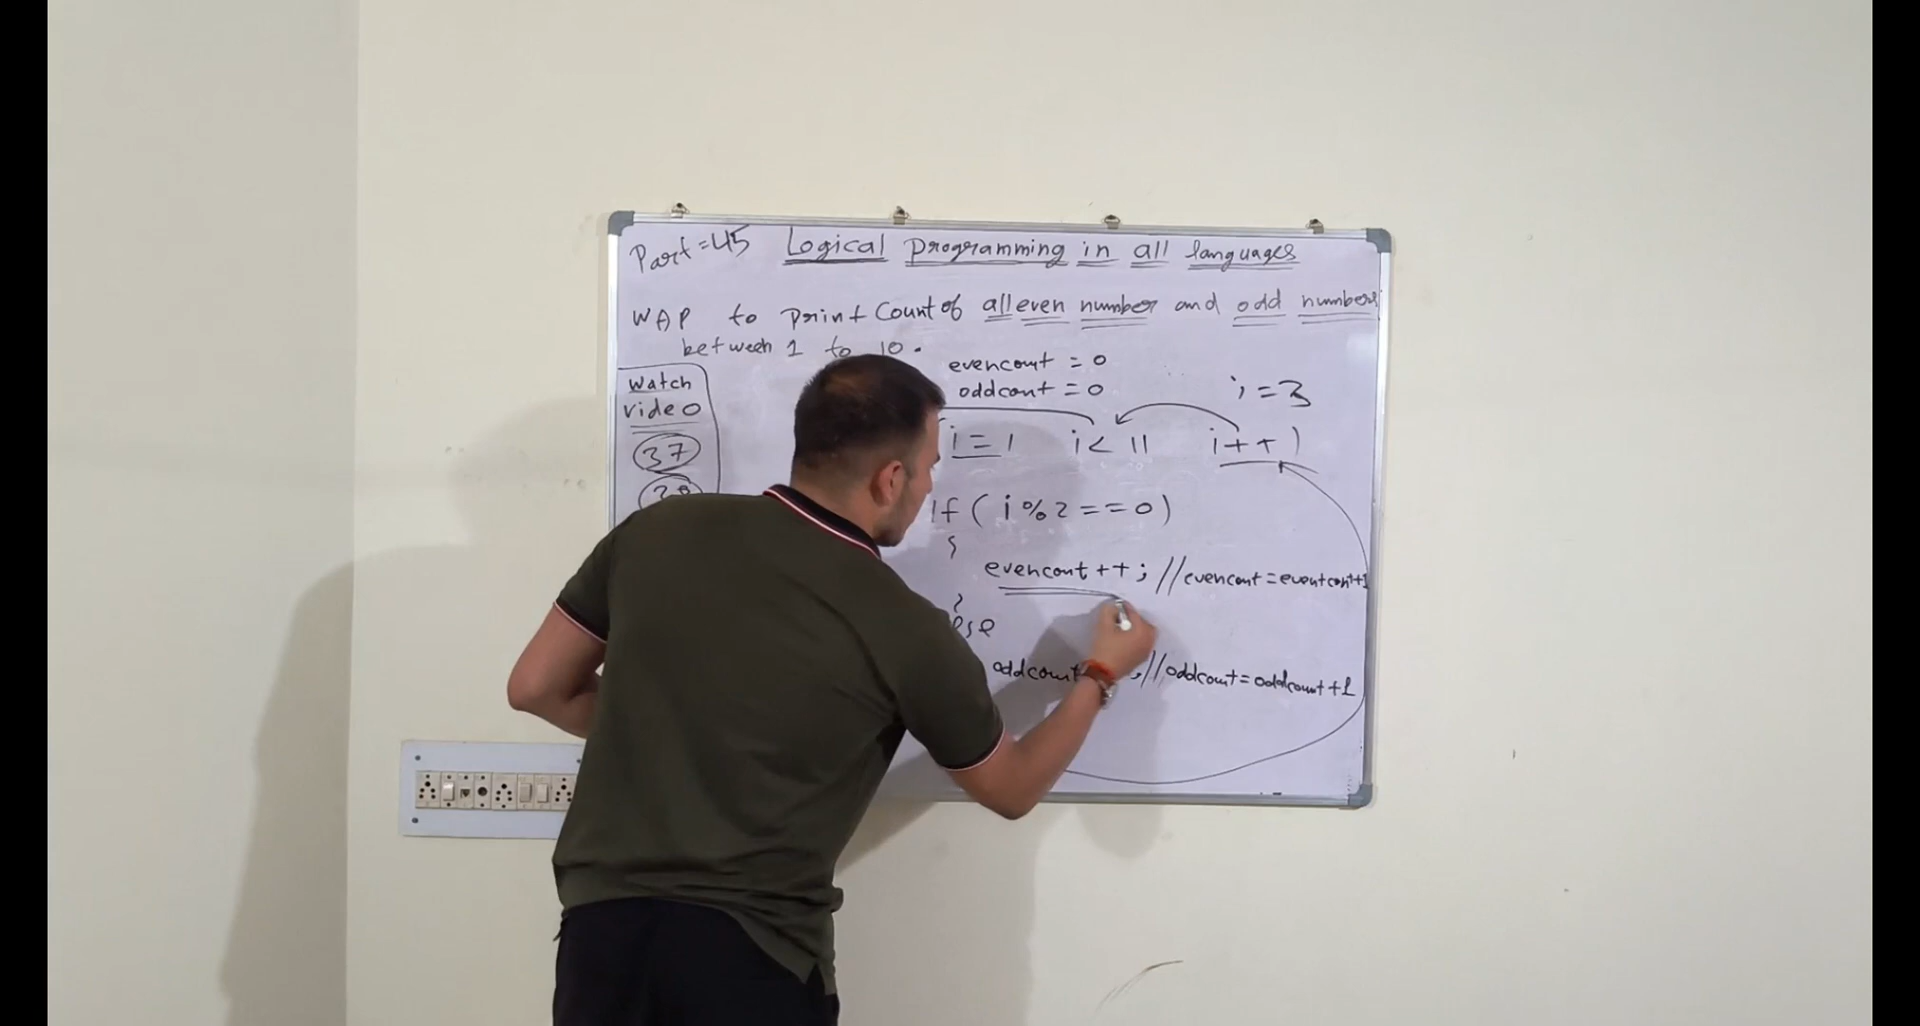 Part=45 Logical Programming in all languages
WAP to Print Count of all even number and odd numbers
between 1 to 10.
Watch
video
37
evencount = 0
oddcount = 0
i=3
i=1 i<11 i++)
If (i%2==0)
{
evencount++; //evencount=eventcount+1
}
else
oddcount ;//oddcount=oddcount+1